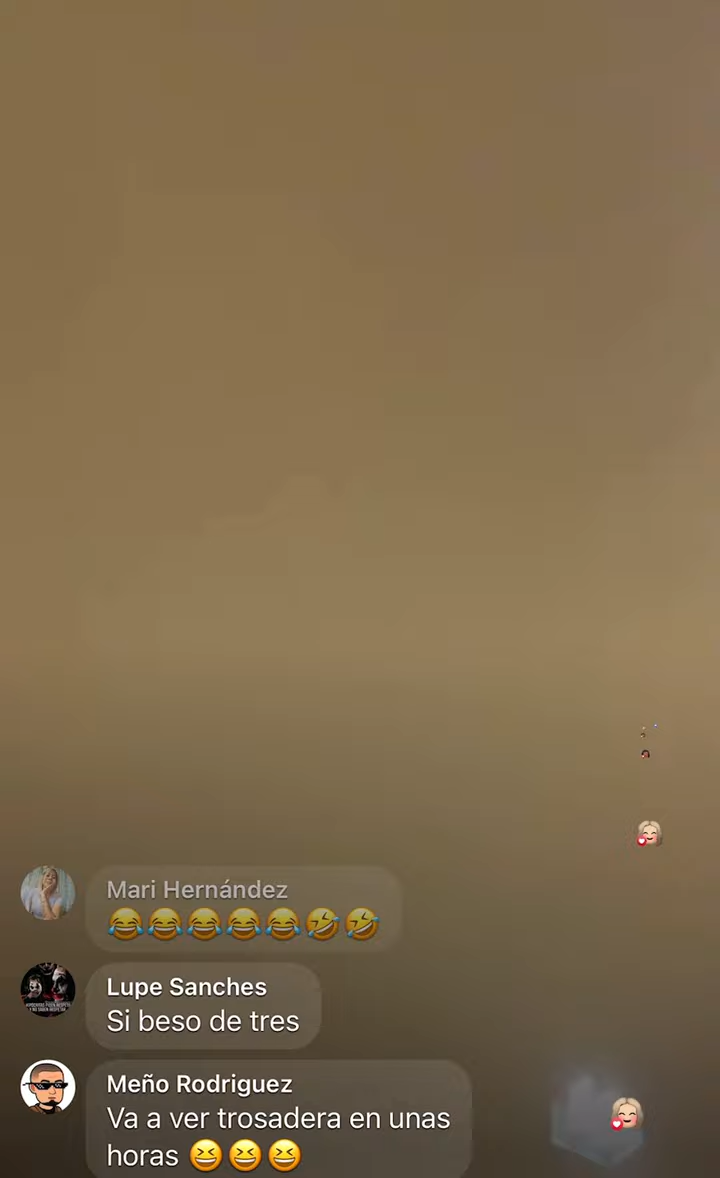 Mari Hernández
😂😂😂😂😂🤣🤣
Lupe Sanches
Si beso de tres
Meño Rodriguez
Va a ver trosadera en unas
horas 😆😆😆